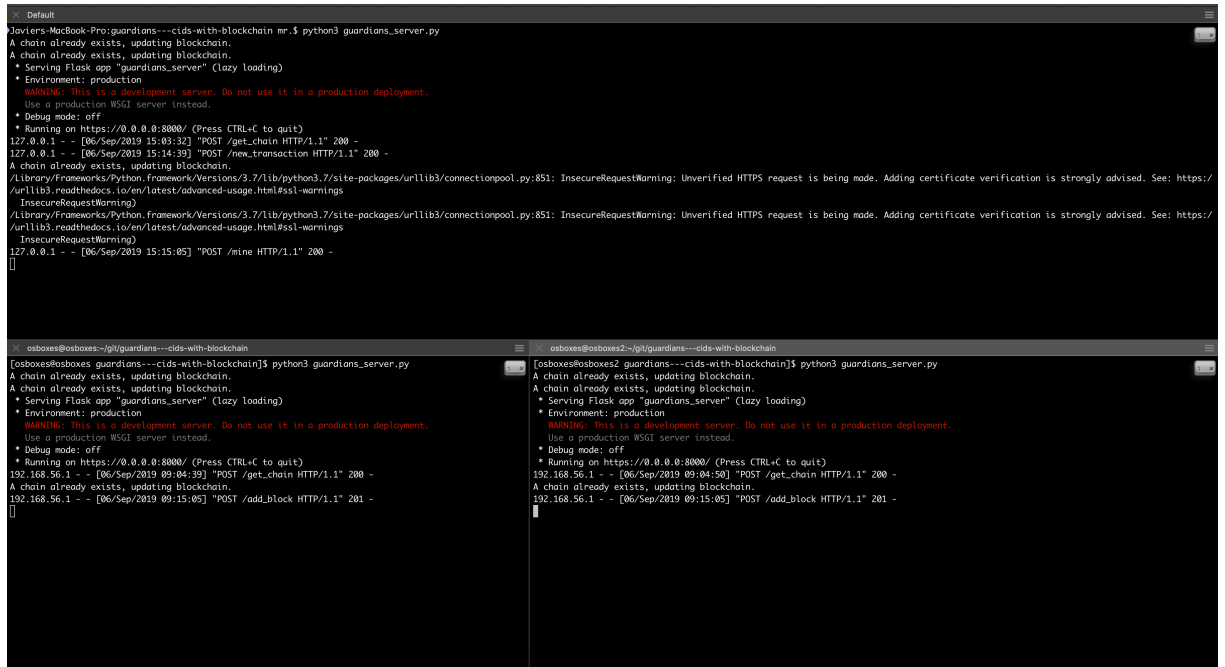 Default
Javiers-MacBook-Pro:guardians---cids-with-blockchain mr.$ python3 guardians_server.py
A chain already exists, updating blockchain.
A chain already exists, updating blockchain.
* Serving Flask app "guardians_server" (lazy loading)
* Environment: production
WARNING: This is a development server. Do not use it in a production deployment.
Use a production WSGI server instead.
* Debug mode: off
* Running on https://0.0.0.0:8000/ (Press CTRL+C to quit)
127.0.0.1 - - [06/Sep/2019 15:03:32] "POST /get_chain HTTP/1.1" 200 -
127.0.0.1 - - [06/Sep/2019 15:14:39] "POST /new_transaction HTTP/1.1" 200 -
A chain already exists, updating blockchain.
/Library/Frameworks/Python.framework/Versions/3.7/lib/python3.7/site-packages/urllib3/connectionpool.py:851: InsecureRequestWarning: Unverified HTTPS request is being made. Adding certificate verification is strongly advised. See: https:/
/urllib3.readthedocs.io/en/latest/advanced-usage.html#ssl-warnings
InsecureRequestWarning)
/Library/Frameworks/Python.framework/Versions/3.7/lib/python3.7/site-packages/urllib3/connectionpool.py:851: InsecureRequestWarning: Unverified HTTPS request is being made. Adding certificate verification is strongly advised. See: https:/
/urllib3.readthedocs.io/en/latest/advanced-usage.html#ssl-warnings
InsecureRequestWarning)
127.0.0.1 - - [06/Sep/2019 15:15:05] "POST /mine HTTP/1.1" 200 -
osboxes@osboxes:~/git/guardians---cids-with-blockchain
[osboxes@osboxes guardians---cids-with-blockchain]$ python3 guardians_server.py
A chain already exists, updating blockchain.
A chain already exists, updating blockchain.
* Serving Flask app "guardians_server" (lazy loading)
* Environment: production
WARNING: This is a development server. Do not use it in a production deployment.
Use a production WSGI server instead.
* Debug mode: off
* Running on https://0.0.0.0:8000/ (Press CTRL+C to quit)
192.168.56.1 - - [06/Sep/2019 09:04:39] "POST /get_chain HTTP/1.1" 200 -
A chain already exists, updating blockchain.
192.168.56.1 - - [06/Sep/2019 09:15:05] "POST /add_block HTTP/1.1" 201 -
osboxes@osboxes2:~/git/guardians---cids-with-blockchain
[osboxes@osboxes2 guardians---cids-with-blockchain]$ python3 guardians_server.py
A chain already exists, updating blockchain.
A chain already exists, updating blockchain.
* Serving Flask app "guardians_server" (lazy loading)
* Environment: production
WARNING: This is a development server. Do not use it in a production deployment.
Use a production WSGI server instead.
* Debug mode: off
* Running on https://0.0.0.0:8000/ (Press CTRL+C to quit)
192.168.56.1 - - [06/Sep/2019 09:04:50] "POST /get_chain HTTP/1.1" 200 -
A chain already exists, updating blockchain.
192.168.56.1 - - [06/Sep/2019 09:15:05] "POST /add_block HTTP/1.1" 201 -